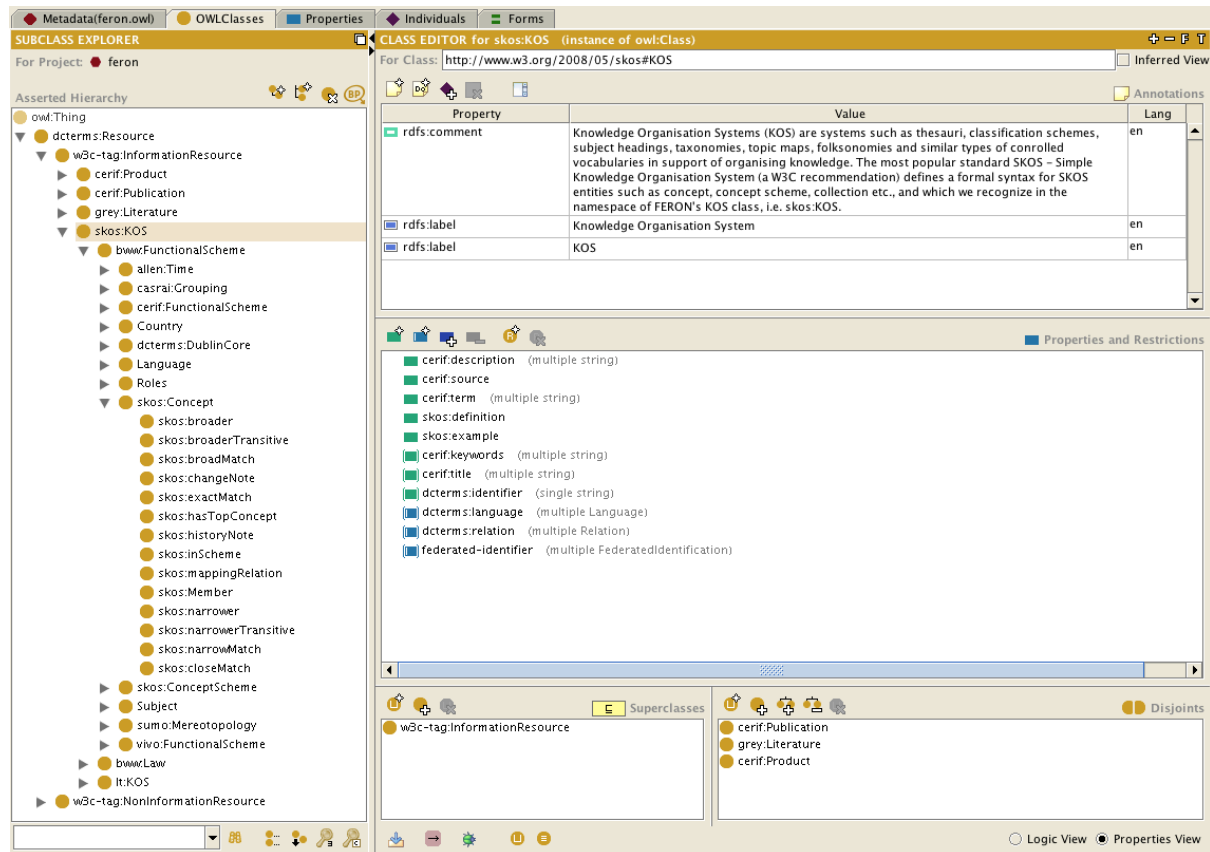 Metadata(feron.owl)
OWLClasses
Properties
Individuals
Forms
SUBCLASS EXPLORER
For Project: feron
Asserted Hierarchy
owl:Thing
dcterms:Resource
w3c-tag:InformationResource
cerif:Product
cerif:Publication
grey:Literature
skos:KOS
bww:FunctionalScheme
allen:Time
casrai:Grouping
cerif:FunctionalScheme
Country
dcterms:DublinCore
Language
Roles
skos:Concept
skos:broader
skos:broaderTransitive
skos:broadMatch
skos:changeNote
skos:exactMatch
skos:hasTopConcept
skos:historyNote
skos:inScheme
skos:mappingRelation
skos:Member
skos:narrower
skos:narrowerTransitive
skos:narrowMatch
skos:closeMatch
skos:ConceptScheme
Subject
sumo:Mereotopology
vivo:FunctionalScheme
bww:Law
lt:KOS
w3c-tag:NonInformationResource
CLASS EDITOR for skos:KOS (instance of owl:Class)
F T
For Class: http://www.w3.org/2008/05/skos#KOS
Inferred View
Annotations
Property Value Lang
rdfs:comment
Knowledge Organisation Systems (KOS) are systems such as thesauri, classification schemes,
subject headings, taxonomies, topic maps, folksonomies and similar types of conrolled
vocabularies in support of organising knowledge. The most popular standard SKOS – Simple
Knowledge Organisation System (a W3C recommendation) defines a formal syntax for SKOS
entities such as concept, concept scheme, collection etc., and which we recognize in the
namespace of FERON's KOS class, i.e. skos:KOS.
en
rdfs:label Knowledge Organisation System en
rdfs:label KOS en
Properties and Restrictions
cerif:description (multiple string)
cerif:source
cerif:term (multiple string)
skos:definition
skos:example
cerif:keywords (multiple string)
cerif:title (multiple string)
dcterms:identifier (single string)
dcterms:language (multiple Language)
dcterms:relation (multiple Relation)
federated-identifier (multiple FederatedIdentification)
Superclasses
w3c-tag:InformationResource
Disjoints
cerif:Publication
grey:Literature
cerif:Product
Logic View
Properties View